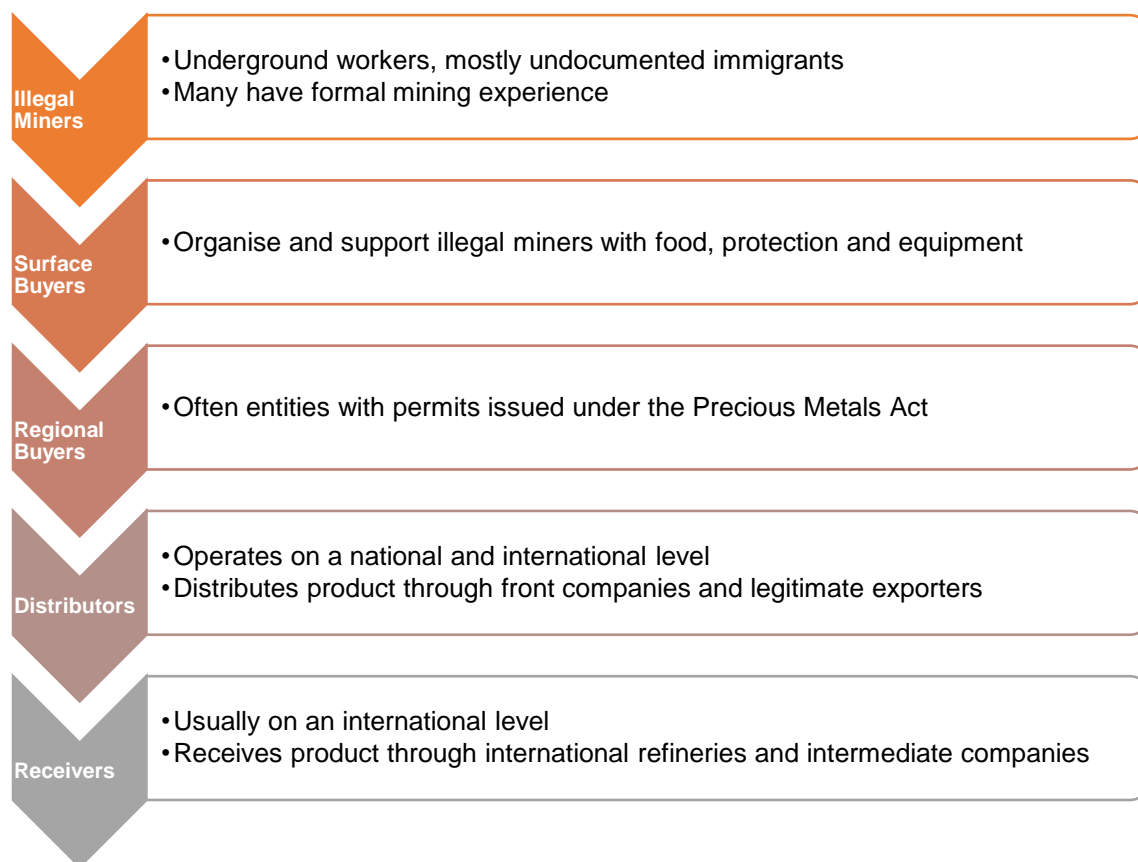 Illegal
Miners
•Underground workers, mostly undocumented immigrants
•Many have formal mining experience
Surface
Buyers
•Organise and support illegal miners with food, protection and equipment
Regional
Buyers
•Often entities with permits issued under the Precious Metals Act
Distributors
•Operates on a national and international level
•Distributes product through front companies and legitimate exporters
Receivers
•Usually on an international level
•Receives product through international refineries and intermediate companies